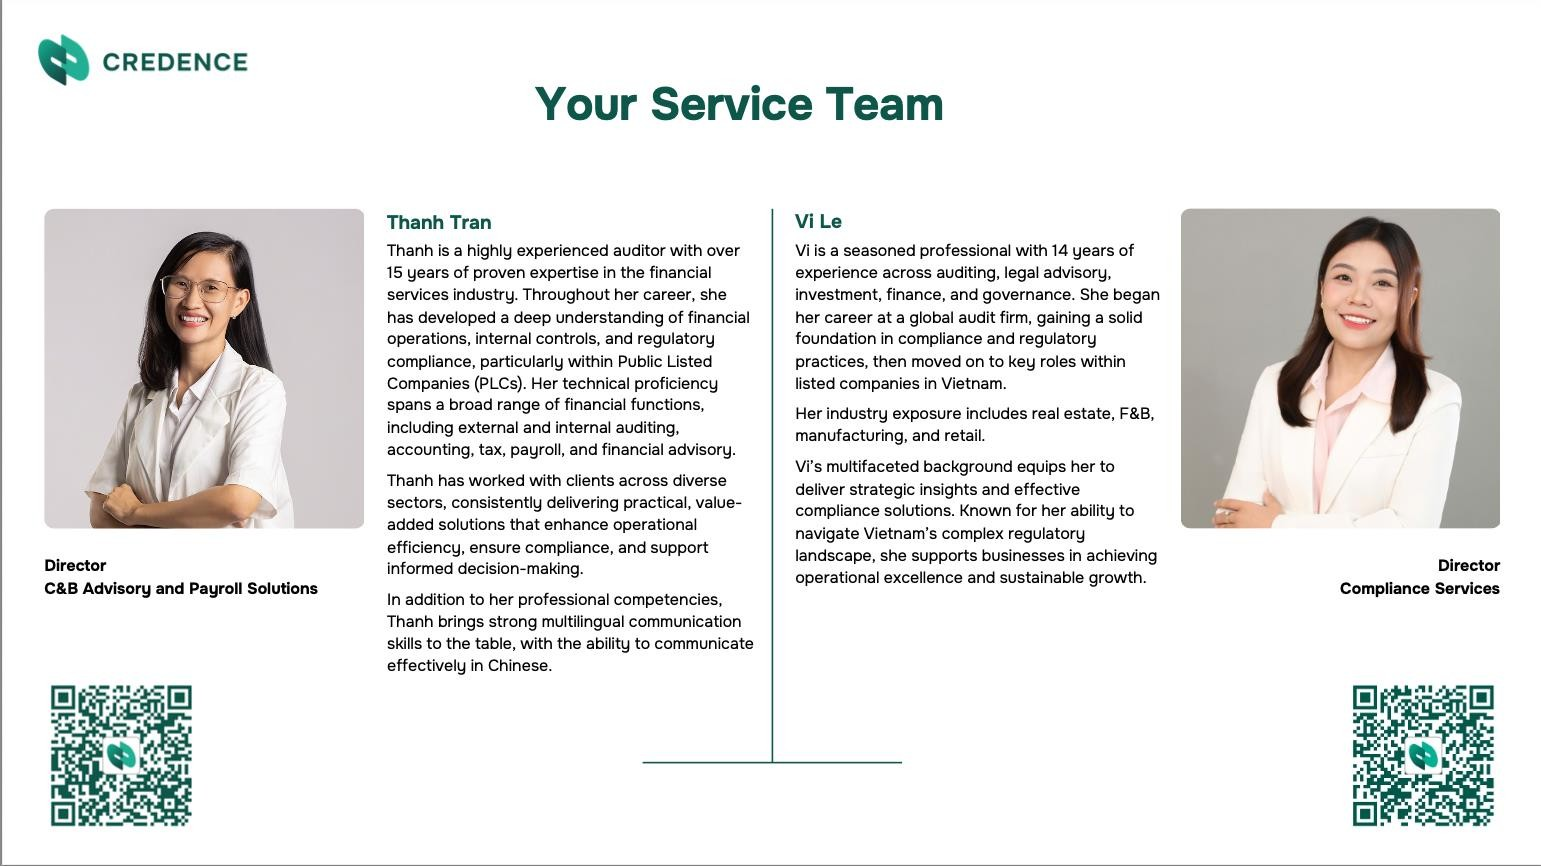 CREDENCE
Your Service Team
Thanh Tran
Thanh is a highly experienced auditor with over
15 years of proven expertise in the financial
services industry. Throughout her career, she
has developed a deep understanding of financial
operations, internal controls, and regulatory
compliance, particularly within Public Listed
Companies (PLCs). Her technical proficiency
spans a broad range of financial functions,
including external and internal auditing,
accounting, tax, payroll, and financial advisory.
Thanh has worked with clients across diverse
sectors, consistently delivering practical, value-
added solutions that enhance operational
efficiency, ensure compliance, and support
informed decision-making.
In addition to her professional competencies,
Thanh brings strong multilingual communication
skills to the table, with the ability to communicate
effectively in Chinese.
Director
C&B Advisory and Payroll Solutions
Vi Le
Vi is a seasoned professional with 14 years of
experience across auditing, legal advisory,
investment, finance, and governance. She began
her career at a global audit firm, gaining a solid
foundation in compliance and regulatory
practices, then moved on to key roles within
listed companies in Vietnam.
Her industry exposure includes real estate, F&B,
manufacturing, and retail.
Vi’s multifaceted background equips her to
deliver strategic insights and effective
compliance solutions. Known for her ability to
navigate Vietnam’s complex regulatory
landscape, she supports businesses in achieving
operational excellence and sustainable growth.
Director
Compliance Services